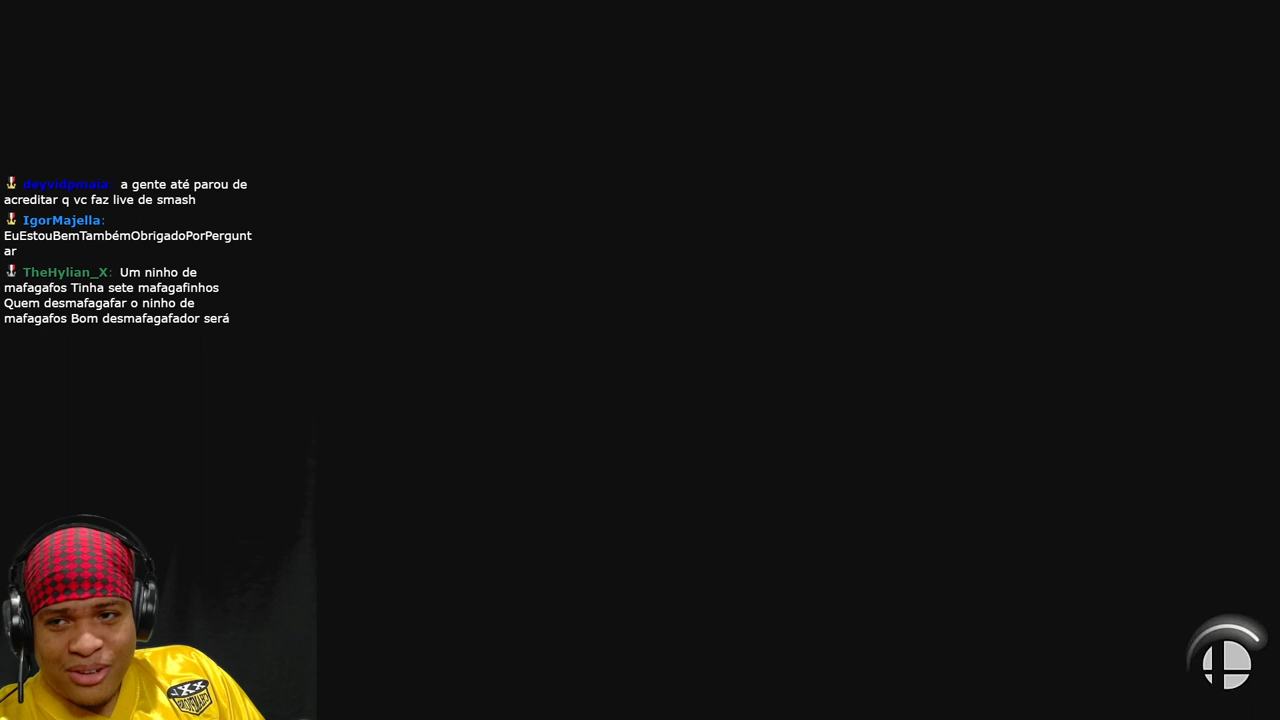 deyvidpmaia: a gente até parou de
acreditar q vc faz live de smash
IgorMajella:
EuEstouBemTambémObrigadoPorPergunt
ar
TheHylian_X: Um ninho de
mafagafos Tinha sete mafagafinhos
Quem desmafagafar o ninho de
mafagafos Bom desmafagafador será